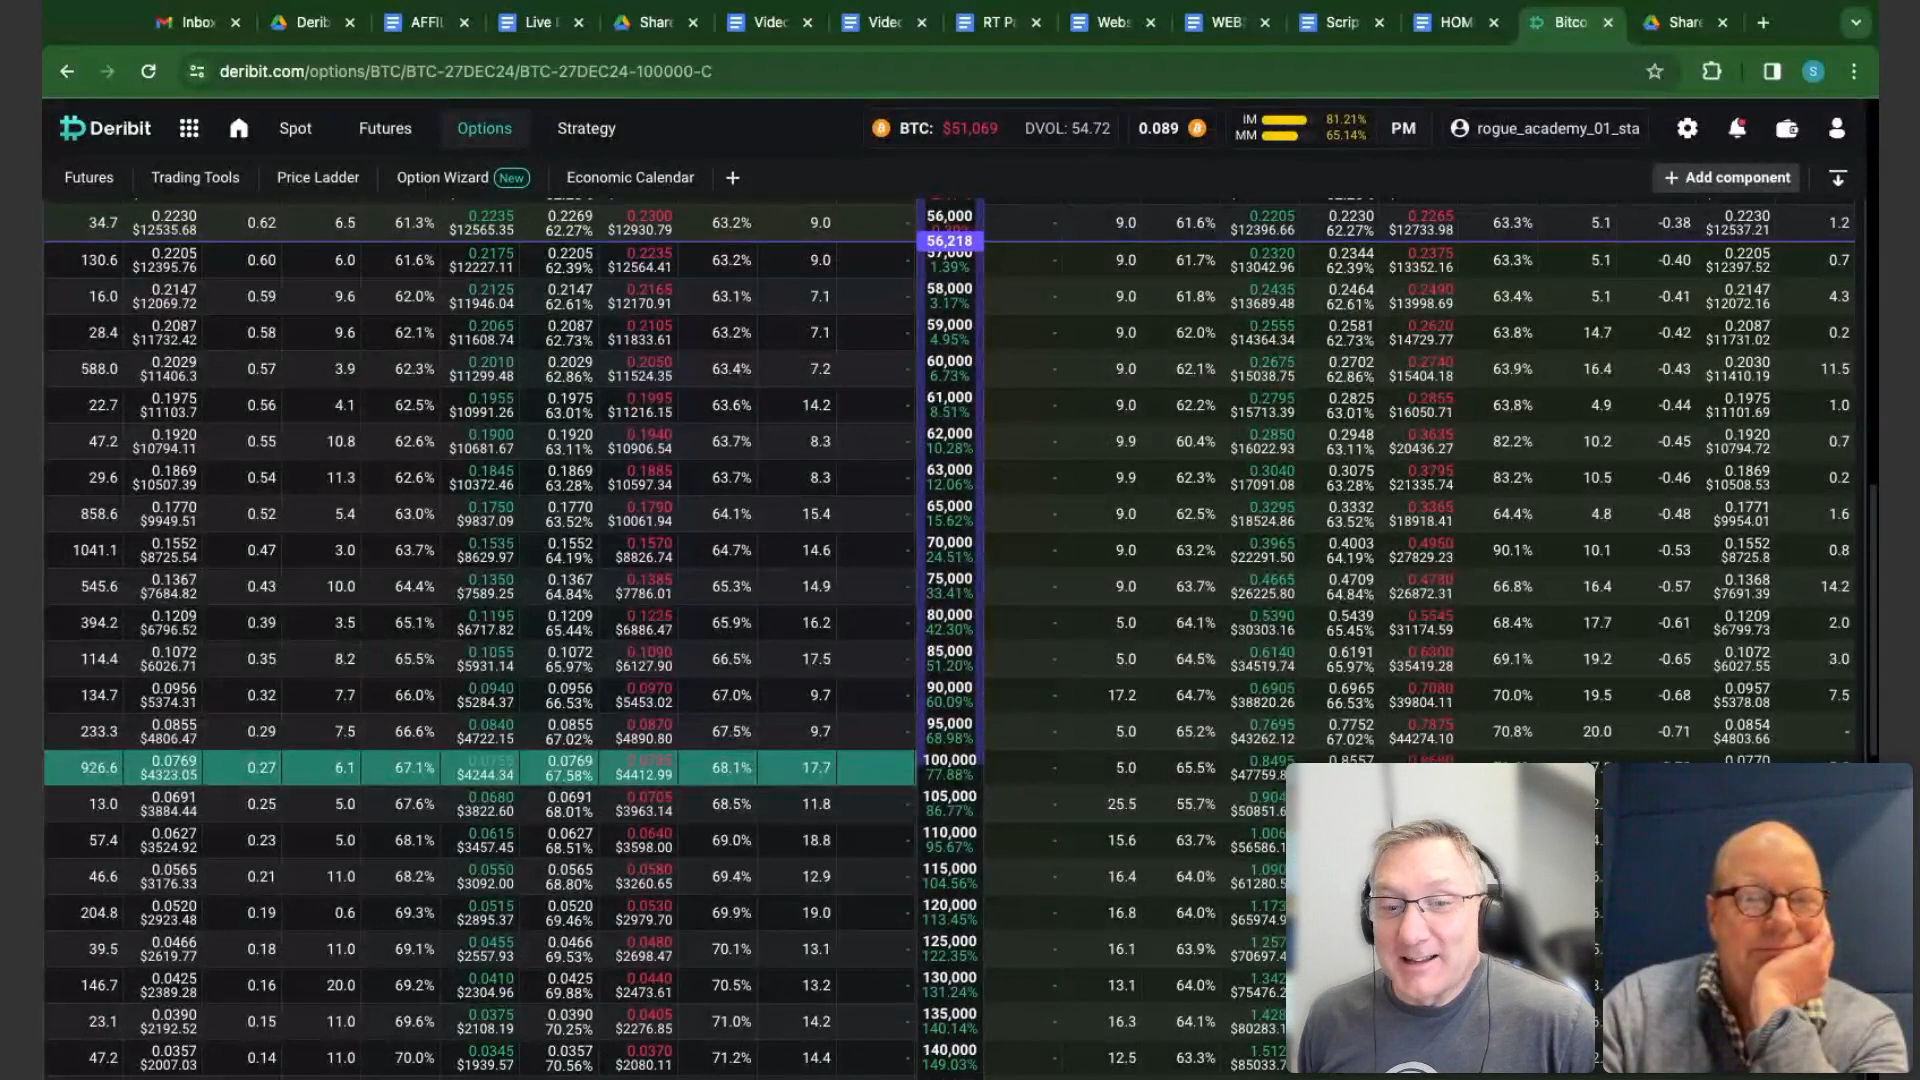 Inbox Derib AFFIL Live I Share Video Video RT P Webs WEB Scrip HOM Bitco Share
deribit.com/options/BTC/BTC-27DEC24/BTC-27DEC24-100000-C S
Deribit Spot Futures Options Strategy BTC: $51,069 DVOL: 54.72 0.089 IM 81.21% MM 65.14% PM rogue_academy_01_sta
Futures Trading Tools Price Ladder Option Wizard New Economic Calendar + Add component
34.7 0.2230 $12535.68 0.62 6.5 61.3% 0.2235 $12565.35 0.2269 62.27% 0.2300 $12930.79 63.2% 9.0 56,000 - 9.0 61.6% 0.2205 $12396.66 0.2230 62.27% 0.2265 $12733.98 63.3% 5.1 -0.38 0.2230 $12537.21 1.2
56,218
130.6 0.2205 $12395.76 0.60 6.0 61.6% 0.2175 $12227.11 0.2205 62.39% 0.2235 $12564.41 63.2% 9.0 - 57,000 1.39% - 9.0 61.7% 0.2320 $13042.96 0.2344 62.39% 0.2375 $13352.16 63.3% 5.1 -0.40 0.2205 $12397.52 0.7
16.0 0.2147 $12069.72 0.59 9.6 62.0% 0.2125 $11946.04 0.2147 62.61% 0.2165 $12170.91 63.1% 7.1 - 58,000 3.17% - 9.0 61.8% 0.2435 $13689.48 0.2464 62.61% 0.2490 $13998.69 63.4% 5.1 -0.41 0.2147 $12072.16 4.3
28.4 0.2087 $11732.42 0.58 9.6 62.1% 0.2065 $11608.74 0.2087 62.73% 0.2105 $11833.61 63.2% 7.1 - 59,000 4.95% - 9.0 62.0% 0.2555 $14364.34 0.2581 62.73% 0.2620 $14729.77 63.8% 14.7 -0.42 0.2087 $11731.02 0.2
588.0 0.2029 $11406.3 0.57 3.9 62.3% 0.2010 $11299.48 0.2029 62.86% 0.2050 $11524.35 63.4% 7.2 - 60,000 6.73% - 9.0 62.1% 0.2675 $15038.75 0.2702 62.86% 0.2740 $15404.18 63.9% 16.4 -0.43 0.2030 $11410.19 11.5
22.7 0.1975 $11103.7 0.56 4.1 62.5% 0.1955 $10991.26 0.1975 63.01% 0.1995 $11216.15 63.6% 14.2 - 61,000 8.51% - 9.0 62.2% 0.2795 $15713.39 0.2825 63.01% 0.2855 $16050.71 63.8% 4.9 -0.44 0.1975 $11101.69 1.0
47.2 0.1920 $10794.11 0.55 10.8 62.6% 0.1900 $10681.67 0.1920 63.11% 0.1940 $10906.54 63.7% 8.3 - 62,000 10.28% - 9.9 60.4% 0.2850 $16022.93 0.2948 63.11% 0.3635 $20436.27 82.2% 10.2 -0.45 0.1920 $10794.72 0.7
29.6 0.1869 $10507.39 0.54 11.3 62.6% 0.1845 $10372.46 0.1869 63.28% 0.1885 $10597.34 63.7% 8.3 - 63,000 12.06% - 9.9 62.3% 0.3040 $17091.08 0.3075 63.28% 0.3795 $21335.74 83.2% 10.5 -0.46 0.1869 $10508.53 0.2
858.6 0.1770 $9949.51 0.52 5.4 63.0% 0.1750 $9837.09 0.1770 63.52% 0.1790 $10061.94 64.1% 15.4 - 65,000 15.62% - 9.0 62.5% 0.3295 $18524.86 0.3332 63.52% 0.3365 $18918.41 64.4% 4.8 -0.48 0.1771 $9954.01 1.6
1041.1 0.1552 $8725.54 0.47 3.0 63.7% 0.1535 $8629.97 0.1552 64.19% 0.1570 $8826.74 64.7% 14.6 - 70,000 24.51% - 9.0 63.2% 0.3965 $22291.50 0.4003 64.19% 0.4950 $27829.23 90.1% 10.1 -0.53 0.1552 $8725.8 0.8
545.6 0.1367 $7684.82 0.43 10.0 64.4% 0.1350 $7589.25 0.1367 64.84% 0.1385 $7786.01 65.3% 14.9 - 75,000 33.41% - 9.0 63.7% 0.4665 $26225.80 0.4709 64.84% 0.4780 $26872.31 66.8% 16.4 -0.57 0.1368 $7691.39 14.2
394.2 0.1209 $6796.52 0.39 3.5 65.1% 0.1195 $6717.82 0.1209 65.44% 0.1225 $6886.47 65.9% 16.2 - 80,000 42.30% - 5.0 64.1% 0.5390 $30303.16 0.5439 65.45% 0.5545 $31174.59 68.4% 17.7 -0.61 0.1209 $6799.73 2.0
114.4 0.1072 $6026.71 0.35 8.2 65.5% 0.1055 $5931.14 0.1072 65.97% 0.1090 $6127.90 66.5% 17.5 - 85,000 51.20% - 5.0 64.5% 0.6140 $34519.74 0.6191 65.97% 0.6300 $35419.28 69.1% 19.2 -0.65 0.1072 $6027.55 3.0
134.7 0.0956 $5374.31 0.32 7.7 66.0% 0.0940 $5284.37 0.0956 66.53% 0.0970 $5453.02 67.0% 9.7 - 90,000 60.09% - 17.2 64.7% 0.6905 $38820.26 0.6965 66.53% 0.7080 $39804.11 70.0% 19.5 -0.68 0.0957 $5378.08 7.5
233.3 0.0855 $4806.47 0.29 7.5 66.6% 0.0840 $4722.15 0.0855 67.02% 0.0870 $4890.80 67.5% 9.7 - 95,000 68.98% - 5.0 65.2% 0.7695 $43262.12 0.7752 67.02% 0.7875 $44274.10 70.8% 20.0 -0.71 0.0854 $4803.66 -
926.6 0.0769 $4323.05 0.27 6.1 67.1% 0.0755 $4244.34 0.0769 67.58% 0.0785 $4412.99 68.1% 17.7 100,000 77.88% - 5.0 65.5% 0.8495 $47759.8
13.0 0.0691 $3884.44 0.25 5.0 67.6% 0.0680 $3822.60 0.0691 68.01% 0.0705 $3963.14 68.5% 11.8 - 105,000 86.77% - 25.5 55.7% 0.904 $50851.6
57.4 0.0627 $3524.92 0.23 5.0 68.1% 0.0615 $3457.45 0.0627 68.51% 0.0640 $3598.00 69.0% 18.8 - 110,000 95.67% - 15.6 63.7% 1.006 $56586.1
46.6 0.0565 $3176.33 0.21 11.0 68.2% 0.0550 $3092.00 0.0565 68.80% 0.0580 $3260.65 69.4% 12.9 - 115,000 104.56% - 16.4 64.0% 1.090 $61280.5
204.8 0.0520 $2923.48 0.19 0.6 69.3% 0.0515 $2895.37 0.0520 69.46% 0.0530 $2979.70 69.9% 19.0 - 120,000 113.45% - 16.8 64.0% 1.173 $65974.9
39.5 0.0466 $2619.77 0.18 11.0 69.1% 0.0455 $2557.93 0.0466 69.53% 0.0480 $2698.47 70.1% 13.1 - 125,000 122.35% - 16.1 63.9% 1.257 $70697.4
146.7 0.0425 $2389.28 0.16 20.0 69.2% 0.0410 $2304.96 0.0425 69.88% 0.0440 $2473.61 70.5% 13.2 - 130,000 131.24% - 13.1 64.0% 1.342 $75476.2
23.1 0.0390 $2192.52 0.15 11.0 69.6% 0.0375 $2108.19 0.0390 70.25% 0.0405 $2276.85 71.0% 14.2 - 135,000 140.14% - 16.3 64.1% 1.428 $80283.1
47.2 0.0357 $2007.03 0.14 11.0 70.0% 0.0345 $1939.57 0.0357 70.56% 0.0370 $2080.11 71.2% 14.4 - 140,000 149.03% - 12.5 63.3% 1.512 $85033.7